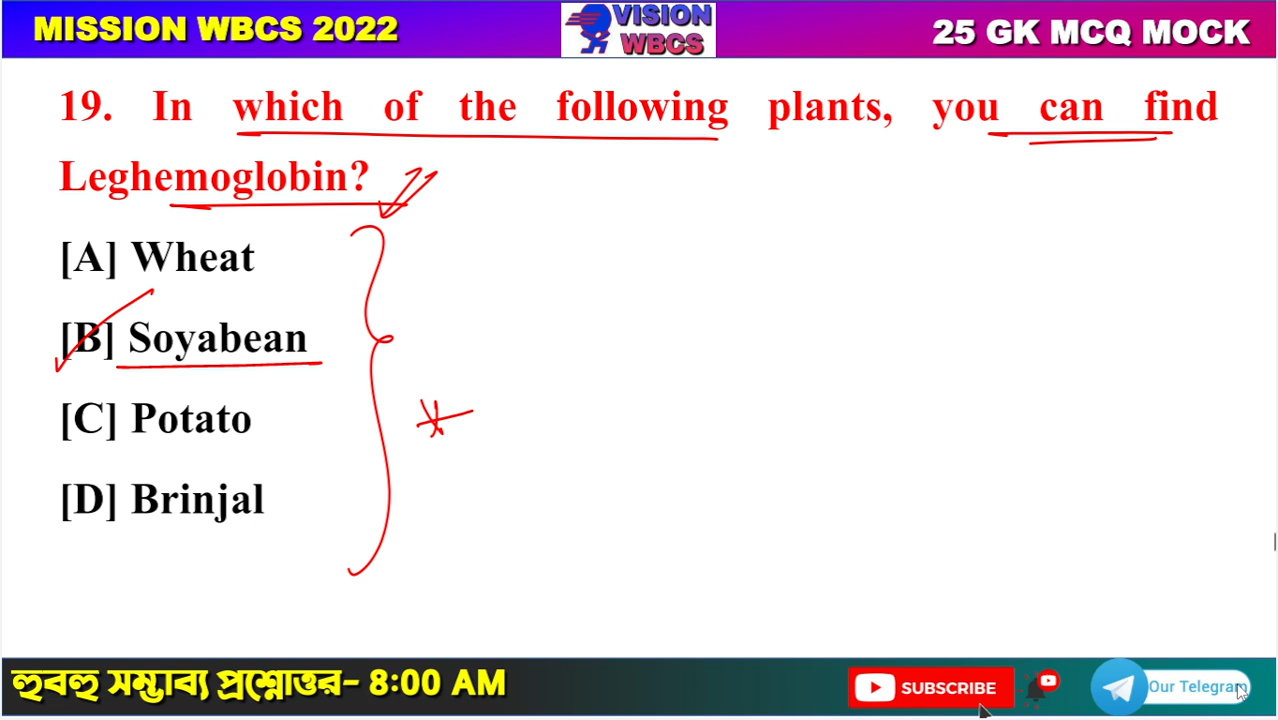 MISSION WBCS 2022
VISION
WBCS
25 GK MCQ MOCK
19. In which of the following plants, you can find
Leghemoglobin?
[A] Wheat
[B] Soyabean
[C] Potato
[D] Brinjal
হুবহু সম্ভাব্য প্রশ্নোত্তর- 8:00 AM
SUBSCRIBE
Our Telegram